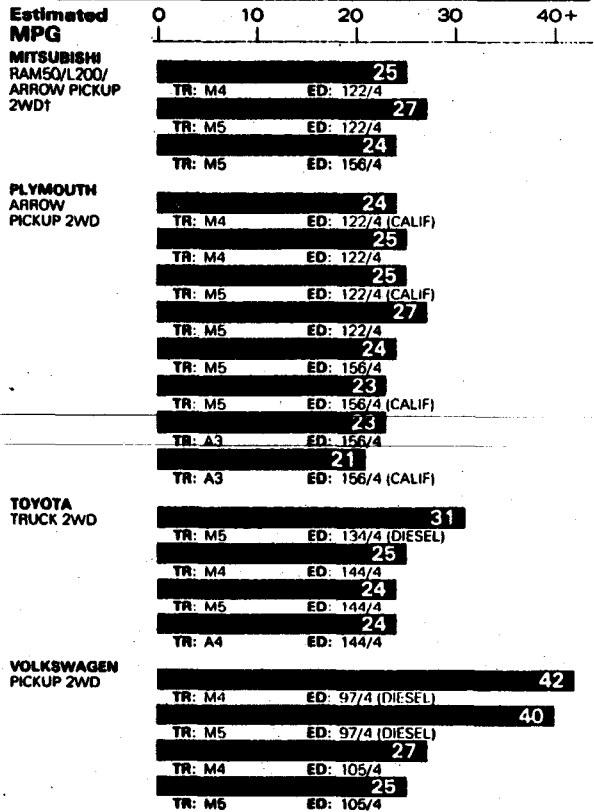 Estimated 0 10 20 30 40+
MPG
MITSUBISHI
RAM50/L200/
ARROW PICKUP
2WD†
25
TR: M4 ED: 122/4
27
TR: M5 ED: 122/4
24
TR: M5 ED: 156/4
PLYMOUTH
ARROW
PICKUP 2WD
24
TR: M4 ED: 122/4 (CALIF)
25
TR: M4 ED: 122/4
25
TR: M5 ED: 122/4 (CALIF)
27
TR: M5 ED: 122/4
24
TR: M5 ED: 156/4
23
TR: M5 ED: 156/4 (CALIF)
23
TR: A3 ED: 156/4
21
TR: A3 ED: 156/4 (CALIF)
TOYOTA
TRUCK 2WD
31
TR: M5 ED: 134/4 (DIESEL)
25
TR: M4 ED: 144/4
24
TR: M5 ED: 144/4
24
TR: A4 ED: 144/4
VOLKSWAGEN
PICKUP 2WD
42
TR: M4 ED: 97/4 (DIESEL)
40
TR: M5 ED: 97/4 (DIESEL)
27
TR: M4 ED: 105/4
25
TR: M5 ED: 105/4